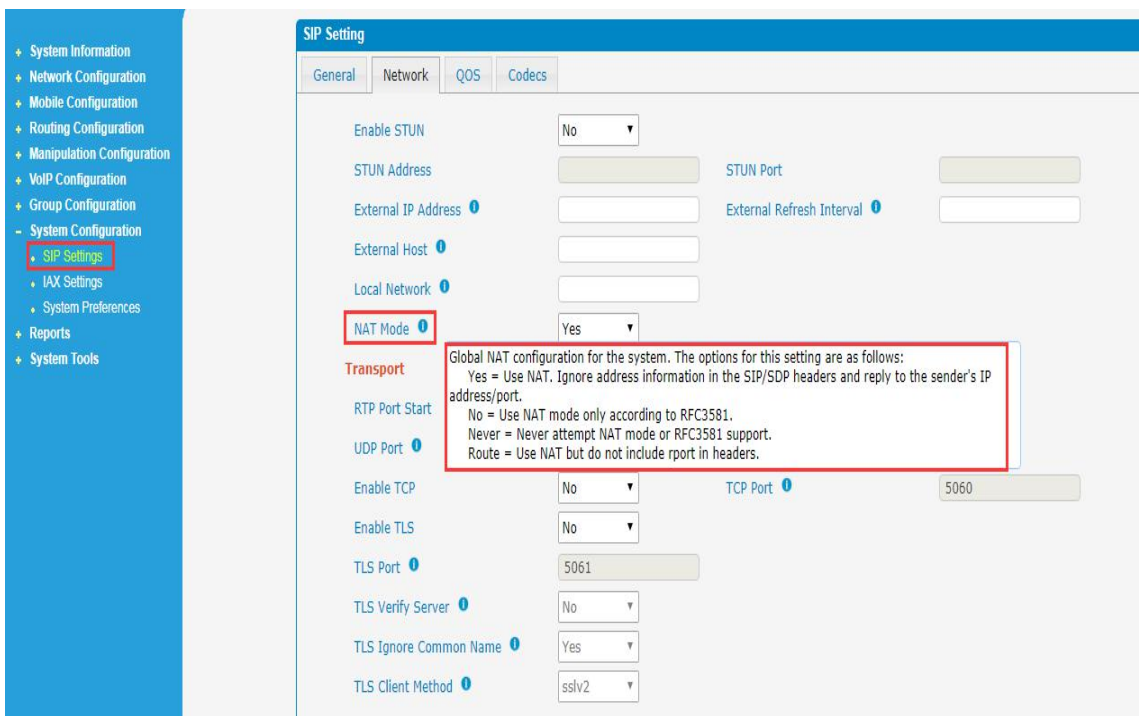 System Information
Network Configuration
Mobile Configuration
Routing Configuration
Manipulation Configuration
VoIP Configuration
Group Configuration
System Configuration
SIP Settings
IAX Settings
System Preferences
Reports
System Tools
SIP Setting
General Network QOS Codecs
Enable STUN No
STUN Address STUN Port
External IP Address External Refresh Interval
External Host
Local Network
NAT Mode Yes
Global NAT configuration for the system. The options for this setting are as follows:
Yes = Use NAT. Ignore address information in the SIP/SDP headers and reply to the sender's IP
address/port.
No = Use NAT mode only according to RFC3581.
Never = Never attempt NAT mode or RFC3581 support.
Route = Use NAT but do not include rport in headers.
Transport
RTP Port Start
UDP Port
Enable TCP No TCP Port 5060
Enable TLS No
TLS Port 5061
TLS Verify Server No
TLS Ignore Common Name Yes
TLS Client Method sslv2